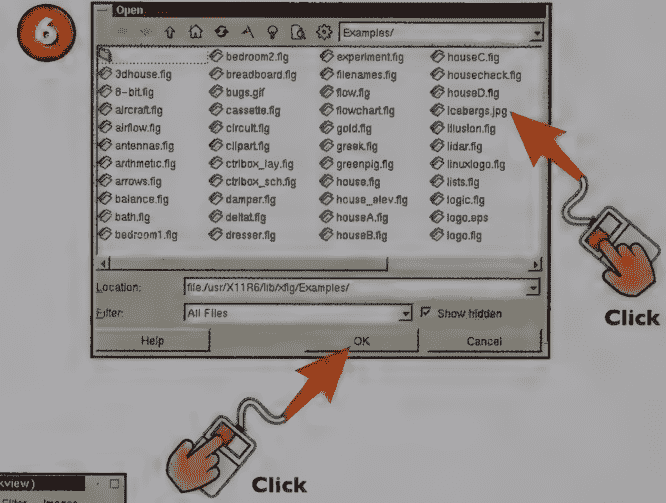 6
Open
Examples/
bedroom2.fig experiment.fig houseC.fig
3dhouse.fig breadboard.fig filenames.fig housecheck.fig
8-bit.fig bugs.gif flow.fig houseD.fig
aircraft.fig cassette.fig flowchart.fig icebergs.jpg
airflow.fig circuit.fig gold.fig illusion.fig
antennas.fig clipart.fig greek.fig lidar.fig
arithmetic.fig ctrlbox_lay.fig greenpig.fig linuxlogo.fig
arrows.fig ctrlbox_sch.fig house.fig lists.fig
balance.fig damper.fig house_elev.fig logic.fig
bath.fig deltat.fig houseA.fig logo.eps
bedroom1.fig dresser.fig houseB.fig logo.fig
Location: file:/usr/X11R6/lib/xfig/Examples/
Filter: All Files Show hidden
Help OK Cancel
Click
Click
kview)